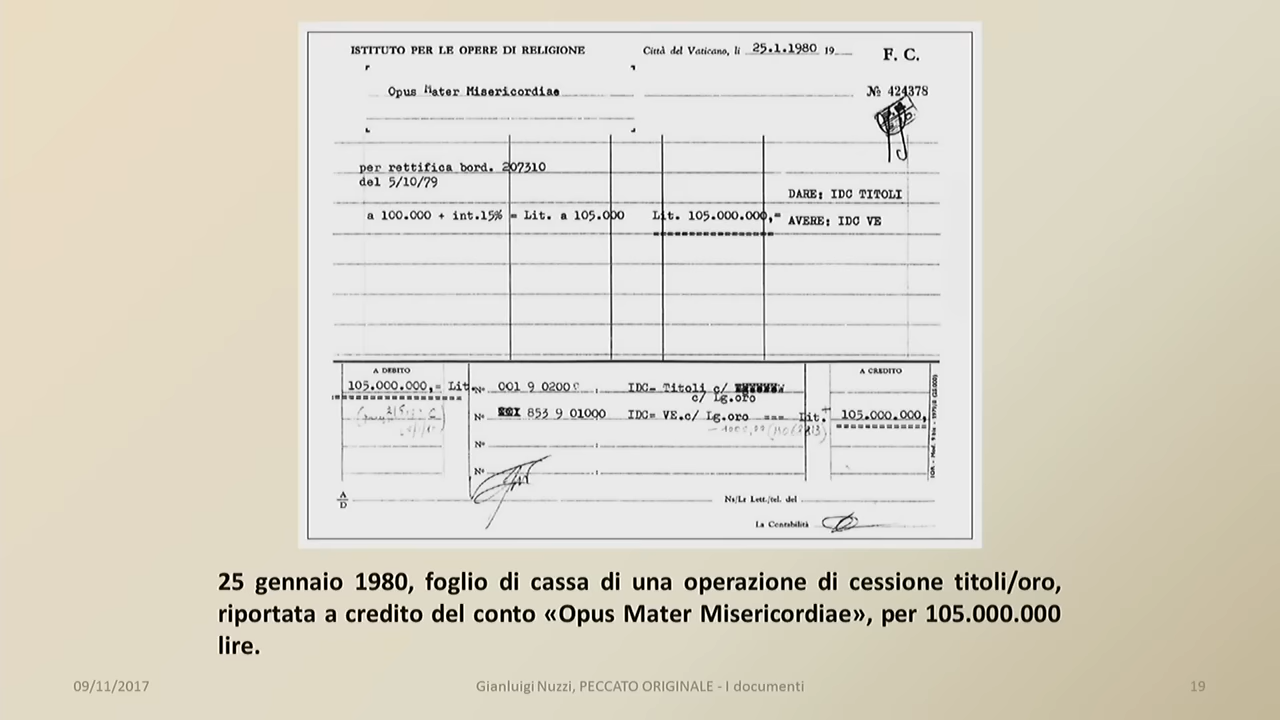 ISTITUTO PER LE OPERE DI RELIGIONE Città del Vaticano, li 25.1.1980 19 F. C.
Opus Mater Misericordiae № 424378
per rettifica bord. 207310
del 5/10/79
DARE: IDC TITOLI
a 100.000 + int.15% = Lit. a 105.000 Lit. 105.000.000,=
AVERE: IDC VE
A DEBITO A CREDITO
105.000.000,= Lit. N° 001 9 0200 IDC= Titoli c/
c/ Lg.oro
N° 853 9 01000 IDC= VE.c/ Lg.oro === Lit. 105.000.000,
N°
N°
A/D Ns/Lt Lett./tel. del
La Contabilità
25 gennaio 1980, foglio di cassa di una operazione di cessione titoli/oro,
riportata a credito del conto «Opus Mater Misericordiae», per 105.000.000
lire.
09/11/2017 Gianluigi Nuzzi, PECCATO ORIGINALE - I documenti 19